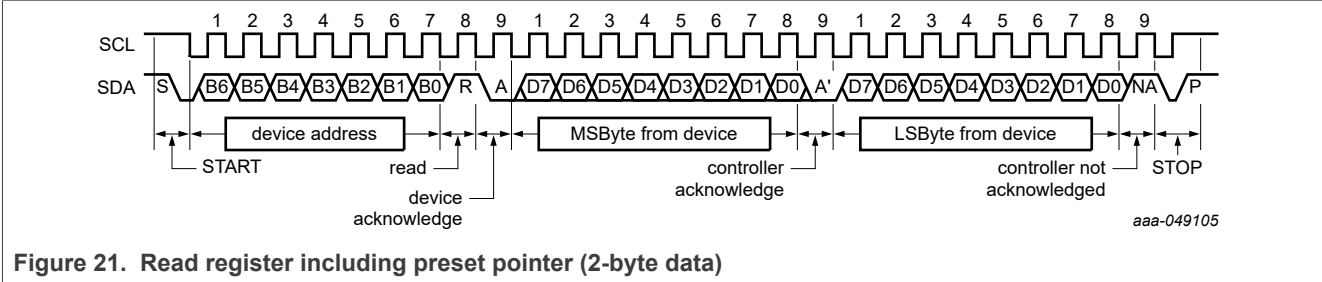 1 2 3 4 5 6 7 8 9 1 2 3 4 5 6 7 8 9 1 2 3 4 5 6 7 8 9
SCL
SDA S B6 B5 B4 B3 B2 B1 B0 R A D7 D6 D5 D4 D3 D2 D1 D0 A' D7 D6 D5 D4 D3 D2 D1 D0 NA P
device address MSByte from device LSByte from device
START read controller controller not STOP
acknowledge acknowledged
device
acknowledge
aaa-049105
Figure 21. Read register including preset pointer (2-byte data)